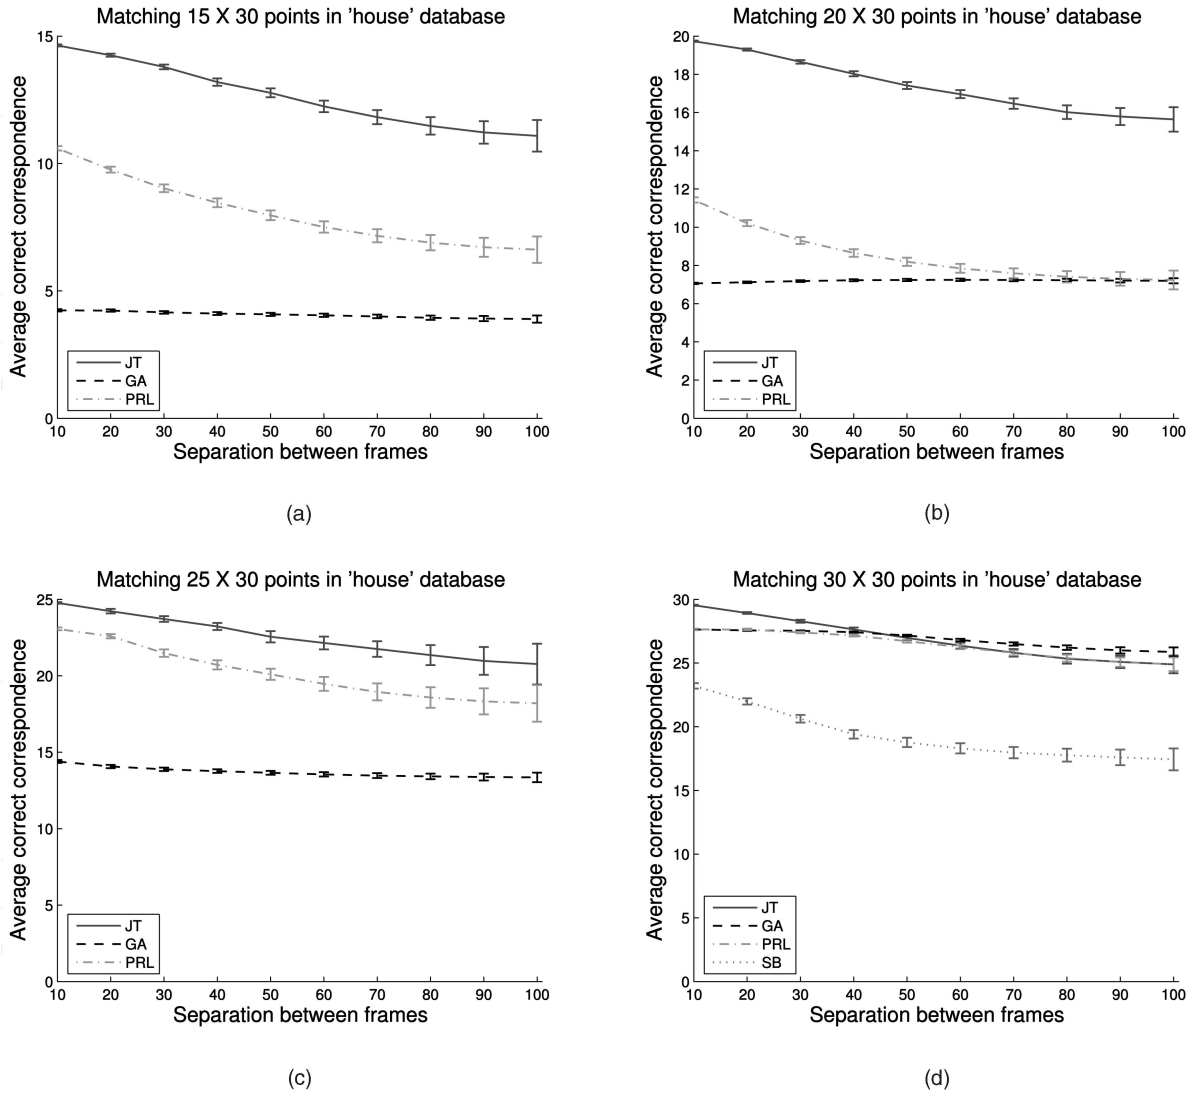 Matching 15 X 30 points in 'house' database
Average correct correspondence
15
10
5
0
JT
GA
PRL
10 20 30 40 50 60 70 80 90 100
Separation between frames
(a)
Matching 20 X 30 points in 'house' database
Average correct correspondence
20
18
16
14
12
10
8
6
4
2
0
JT
GA
PRL
10 20 30 40 50 60 70 80 90 100
Separation between frames
(b)
Matching 25 X 30 points in 'house' database
Average correct correspondence
25
20
15
10
5
0
JT
GA
PRL
10 20 30 40 50 60 70 80 90 100
Separation between frames
(c)
Matching 30 X 30 points in 'house' database
Average correct correspondence
30
25
20
15
10
5
0
JT
GA
PRL
SB
10 20 30 40 50 60 70 80 90 100
Separation between frames
(d)